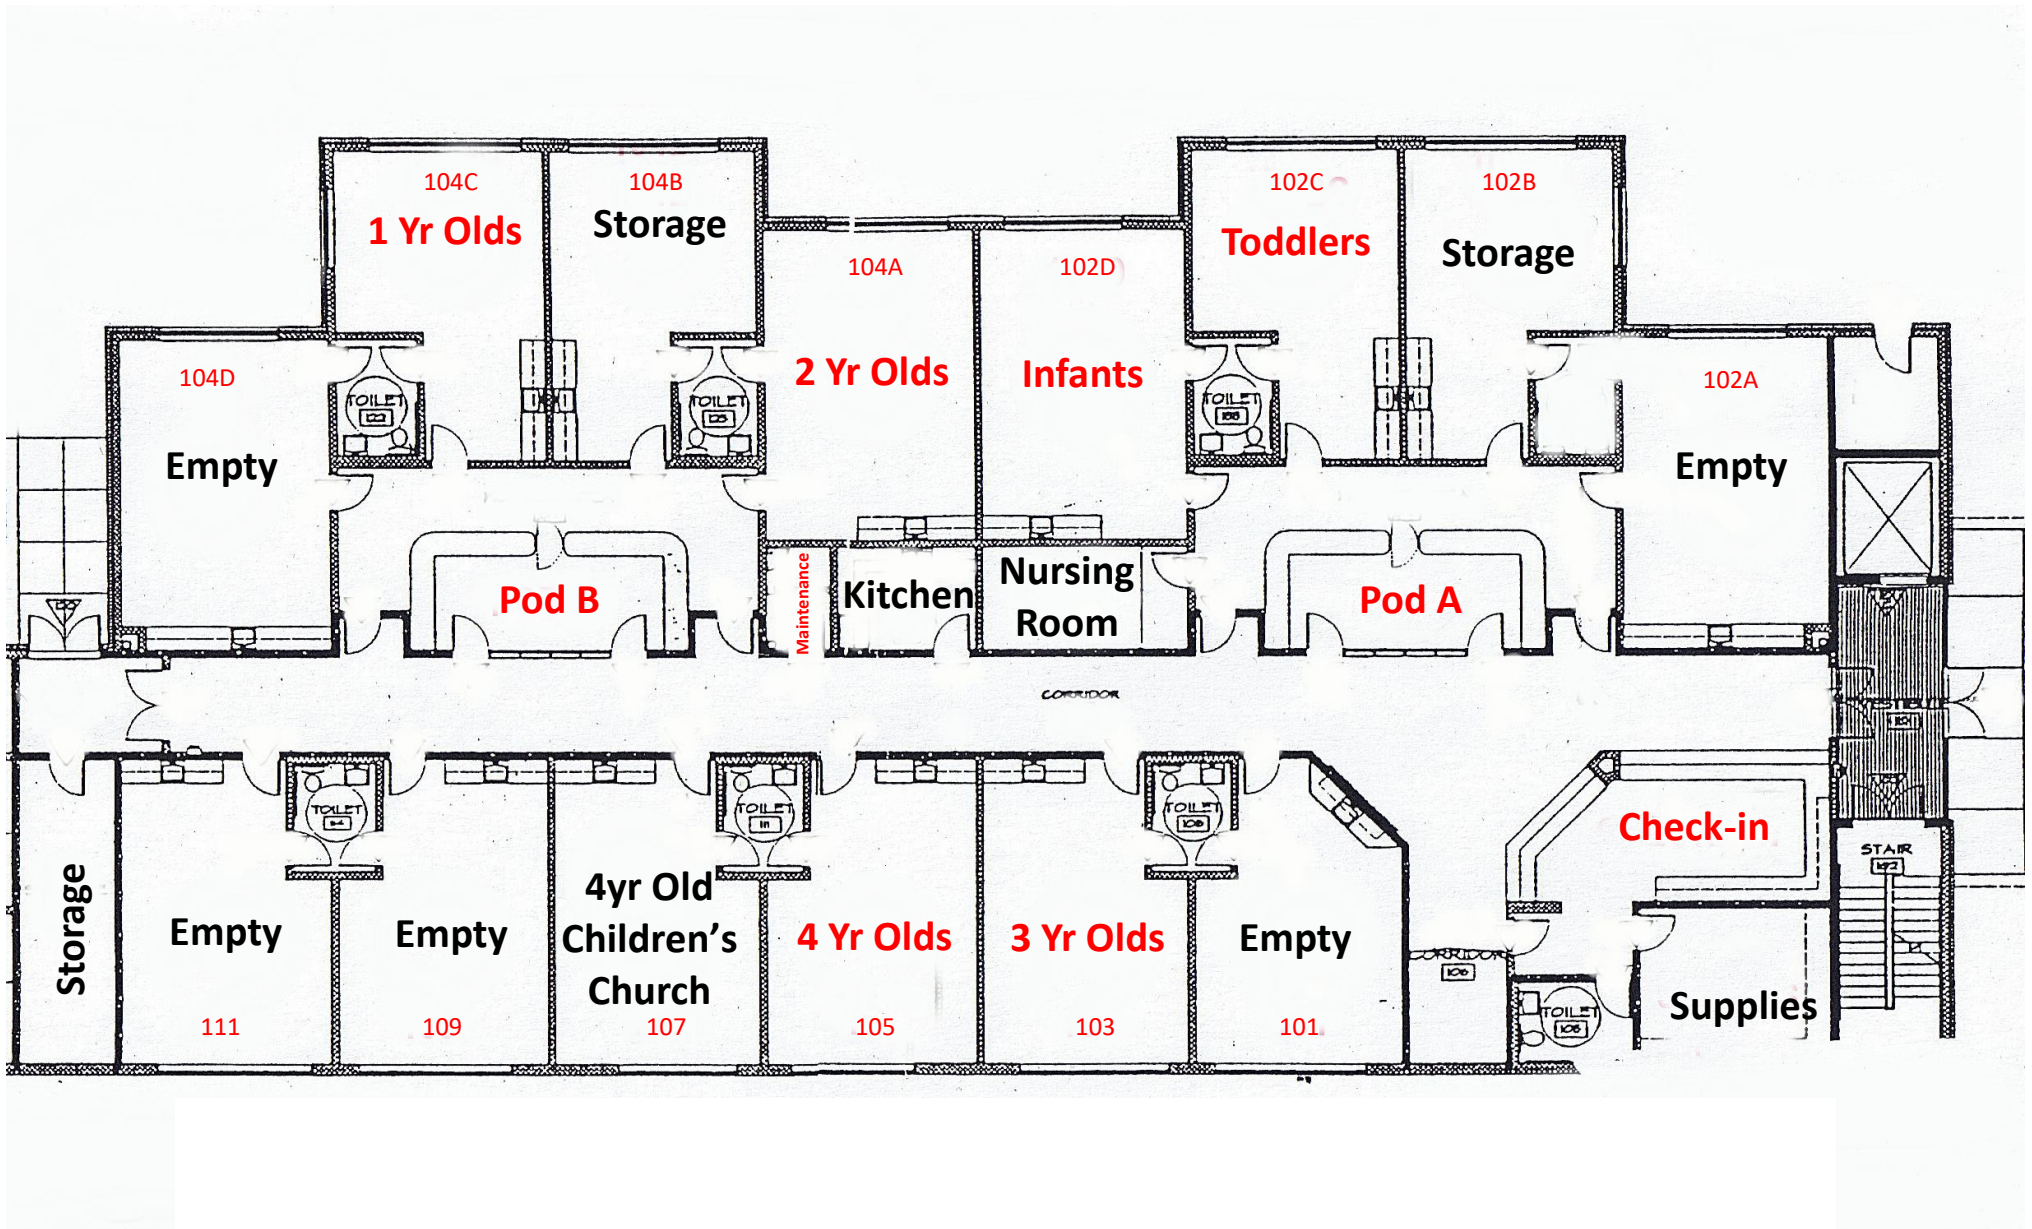 104C
104B
102C
102B
1 Yr Olds
Storage
Toddlers
Storage
104A
102D
104D
2 Yr Olds
Infants
102A
TOILET
TOILET
TOILET
Empty
Empty
Pod B
Maintenance
Kitchen
Nursing
Room
Pod A
CORRIDOR
TOILET
TOILET
111
TOILET
Check-in
STAIR
Storage
Empty
Empty
4yr Old
Children's
Church
4 Yr Olds
3 Yr Olds
Empty
CORRIDOR
Supplies
TOILET
111
109
107
105
103
101